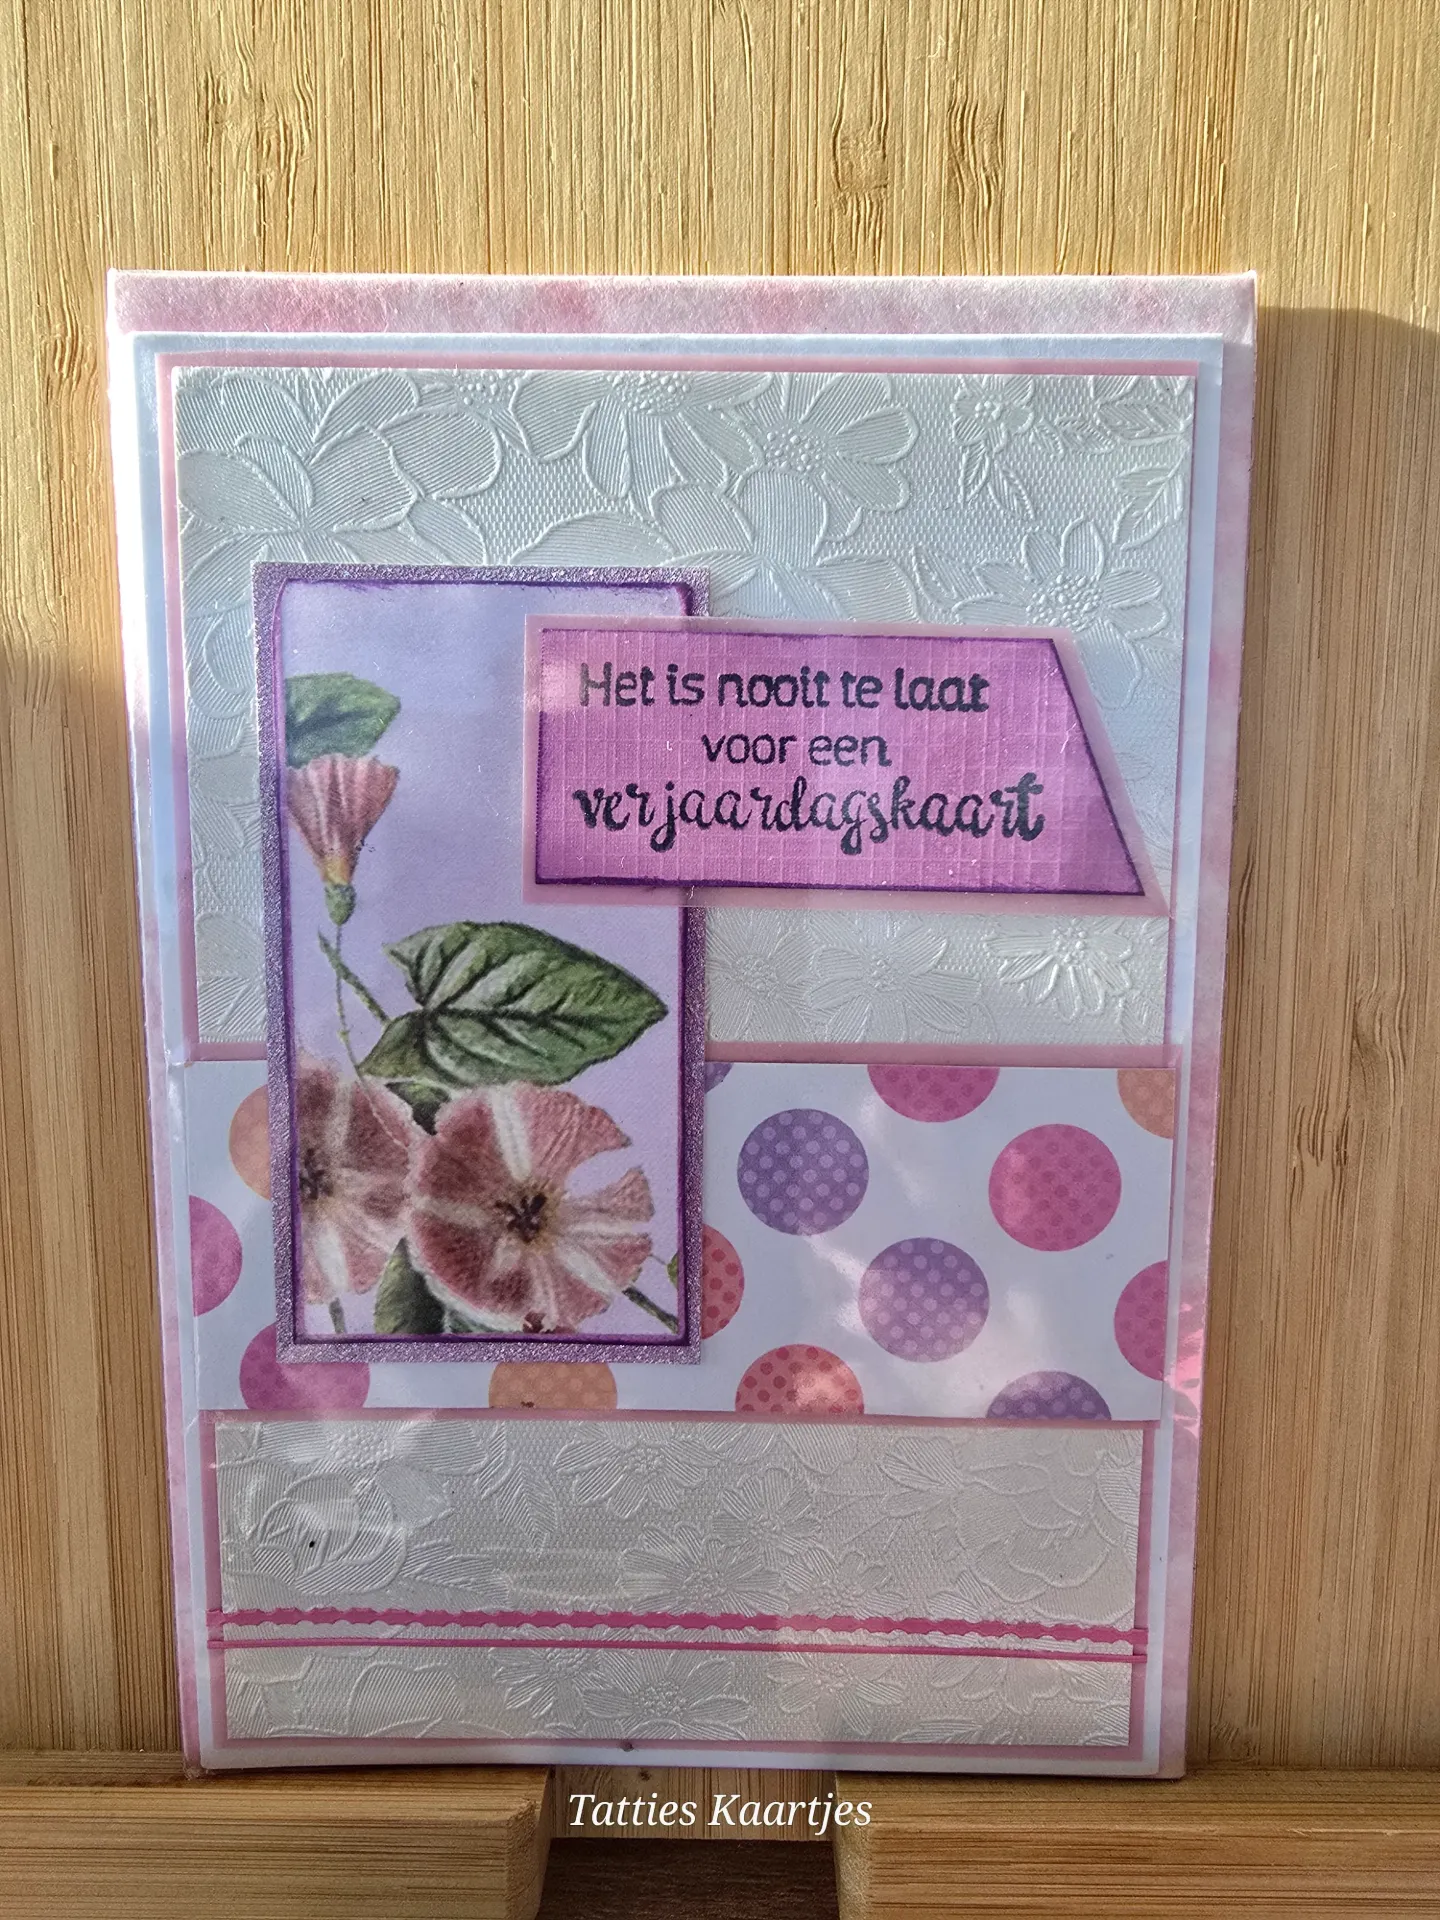 Het is nooit te laat
voor een
verjaardagskaart
Tatties Kaartjes